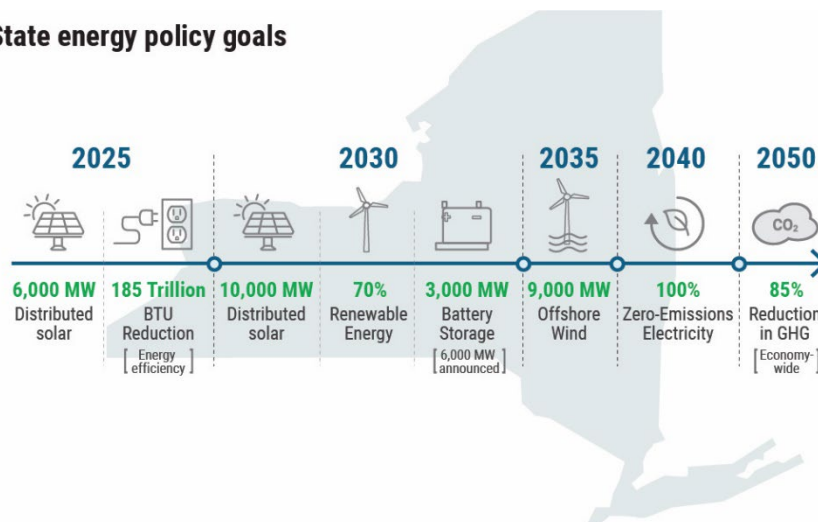 State energy policy goals
2025
2030
2035
2040
2050
CO₂
6,000 MW
Distributed
solar
185 Trillion
BTU
Reduction
[Energy
efficiency]
10,000 MW
Distributed
solar
70%
Renewable
Energy
3,000 MW
Battery
Storage
[6,000 MW
announced]
9,000 MW
Offshore
Wind
100%
Zero-Emissions
Electricity
85%
Reduction
in GHG
[Economy-
wide]